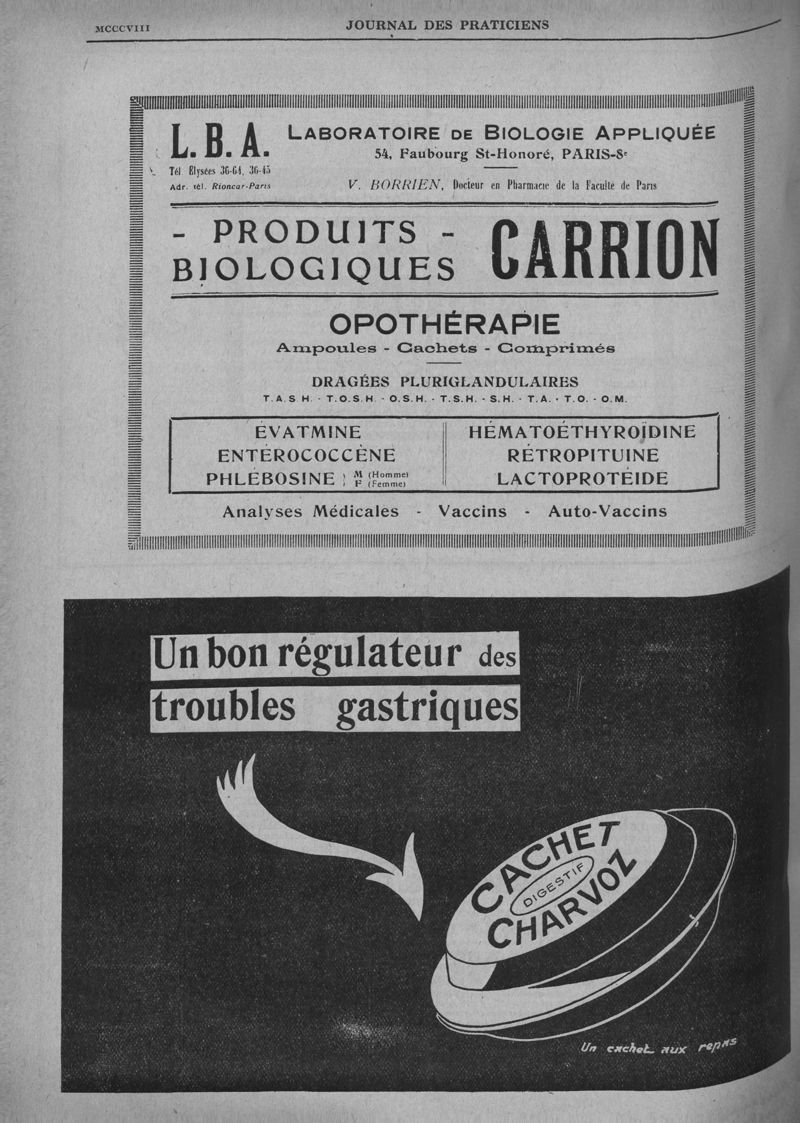 MCCCVIII
JOURNAL DES PRATICIENS
L. B. A.
LABORATOIRE DE BIOLOGIE APPLIQUÉE
54, Faubourg St-Honoré, PARIS-8e
Tél Élysées 36-64, 36-45
Adr. tél. Rioncar-Paris
V. BORRIEN, Docteur en Pharmacie de la Faculté de Paris
- PRODUITS -
BIOLOGIQUES
CARRION
OPOTHÉRAPIE
Ampoules - Cachets - Comprimés
DRAGÉES PLURIGLANDULAIRES
T.A.S.H. - T.O.S.H. - O.S.H. - T.S.H. - S.H. - T.A. - T.O. - O.M.
ÉVATMINE
ENTÉROCOCCÈNE
PHLÉBOSINE } M (Homme)
F (Femme)
HÉMATOÉTHYROÏDINE
RÉTROPITUINE
LACTOPROTÉIDE
Analyses Médicales - Vaccins - Auto-Vaccins
Un bon régulateur des
troubles gastriques
CACHET
DIGESTIF
CHARVOZ
Un cachet aux repas